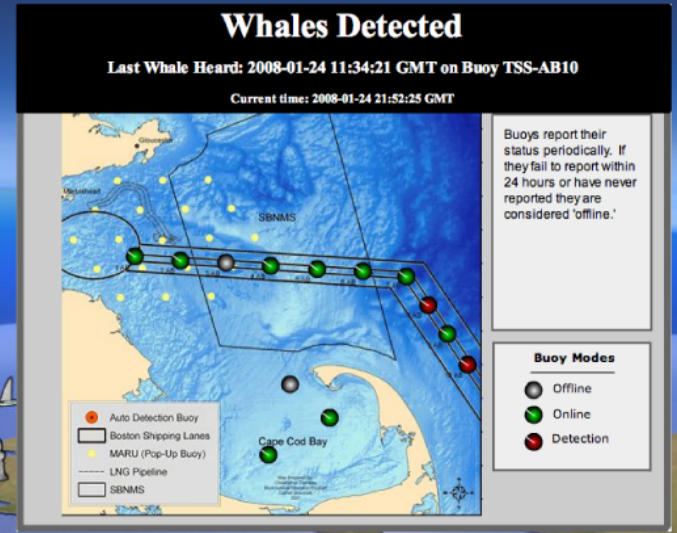 Whales Detected
Last Whale Heard: 2008-01-24 11:34:21 GMT on Buoy TSS-AB10
Current time: 2008-01-24 21:52:25 GMT
Buoys report their
status periodically. If
they fail to report within
24 hours or have never
reported they are
considered 'offline.'
Gloucester
Marblehead
SBNMS
Cape Cod Bay
Auto Detection Buoy
Boston Shipping Lanes
MARU (Pop-Up Buoy)
LNG Pipeline
SBNMS
Buoy Modes
Offline
Online
Detection